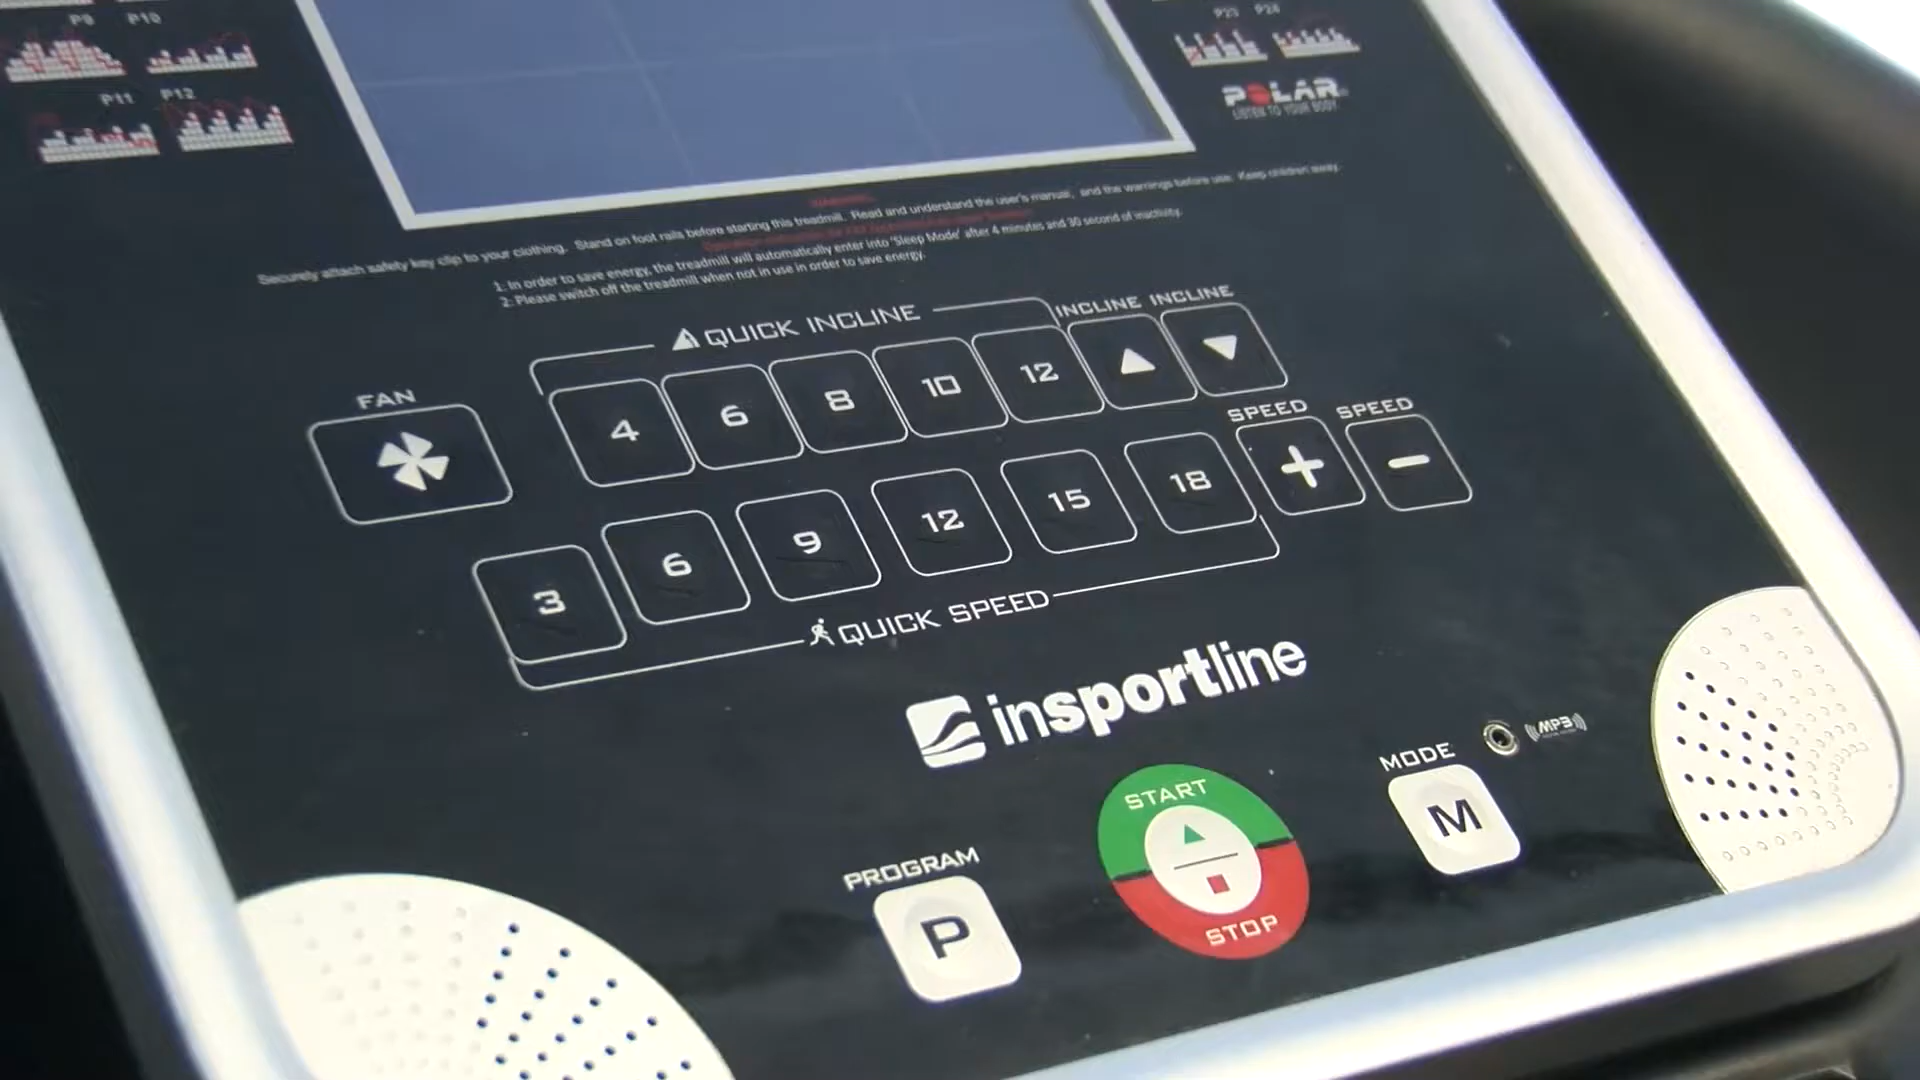 P9 P10
P23 P24
P11 P12
POLAR
LISTEN TO YOUR BODY
WARNING
Securely attach safety key clip to your clothing. Stand on foot rails before starting this treadmill. Read and understand the user's manual, and the warnings before use. Keep children away.
1: In order to save energy, the treadmill will automatically enter into 'Sleep Mode' after 4 minutes and 30 second of inactivity.
2: Please switch off the treadmill when not in use in order to save energy.
QUICK INCLINE INCLINE INCLINE
FAN
4 6 8 10 12
SPEED SPEED
3 6 9 12 15 18 + -
QUICK SPEED
insportline
MODE MP3
M
START
STOP
PROGRAM
P